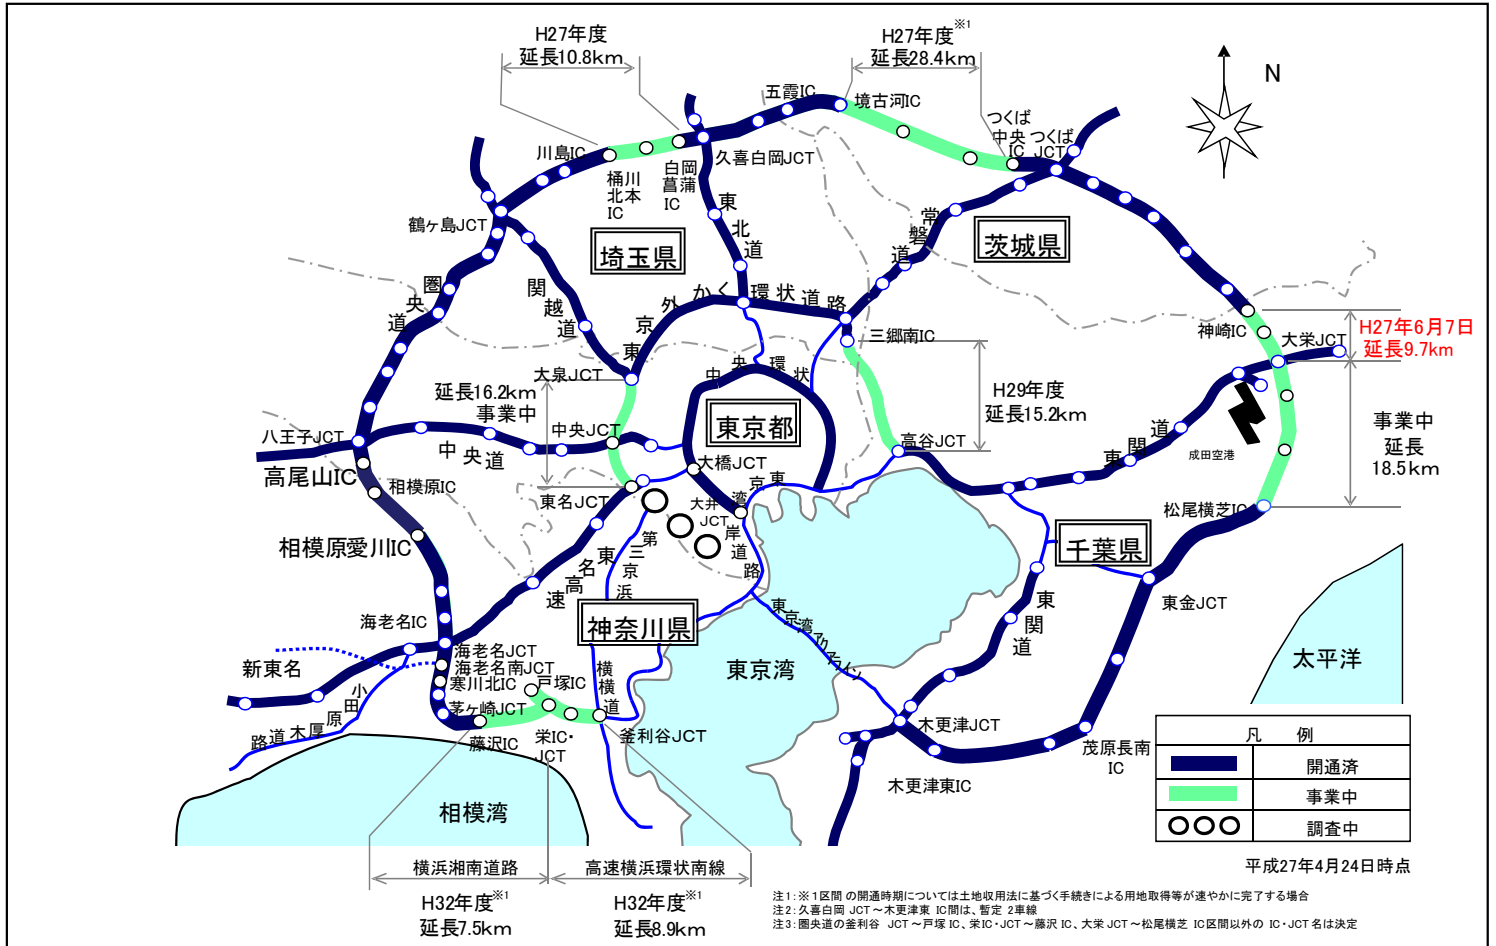 H27年度
延長10.8km
H27年度※1
延長28.4km
N
五霞IC
境古河IC
つくば
中央
IC
つくば
JCT
川島IC
桶川
北本
IC
白岡
菖蒲
IC
久喜白岡JCT
鶴ヶ島JCT
東北道
常磐道
埼玉県
茨城県
圏央道
関越道
東京外かく環状道路
神崎IC
大栄JCT
H27年6月7日
延長9.7km
三郷南IC
大泉JCT
中央環状
延長16.2km
事業中
H29年度
延長15.2km
東京都
八王子JCT
中央道
中央JCT
高谷JCT
東関道
成田空港
事業中
延長
18.5km
高尾山IC
相模原IC
大橋JCT
東名JCT
大井
JCT
東京湾岸道路
松尾横芝IC
相模原愛川IC
東名高速
第三京浜
千葉県
東金JCT
海老名IC
神奈川県
東京湾アクアライン
東関道
海老名JCT
海老名南JCT
新東名
寒川北IC
戸塚IC
横横道
東京湾
太平洋
小田原厚木道路
茅ヶ崎JCT
藤沢IC
栄IC・
JCT
釜利谷JCT
木更津JCT
木更津東IC
茂原長南
IC
相模湾
凡 例
開通済
事業中
調査中
平成27年4月24日時点
横浜湘南道路
高速横浜環状南線
H32年度※1
延長7.5km
H32年度※1
延長8.9km
注1：※1区間の開通時期については土地収用法に基づく手続きによる用地取得等が速やかに完了する場合
注2：久喜白岡 JCT～木更津東 IC間は、暫定 2車線
注3：圏央道の釜利谷 JCT～戸塚 IC、栄IC・JCT～藤沢 IC、大栄 JCT～松尾横芝 IC区間以外の IC・JCT名は決定